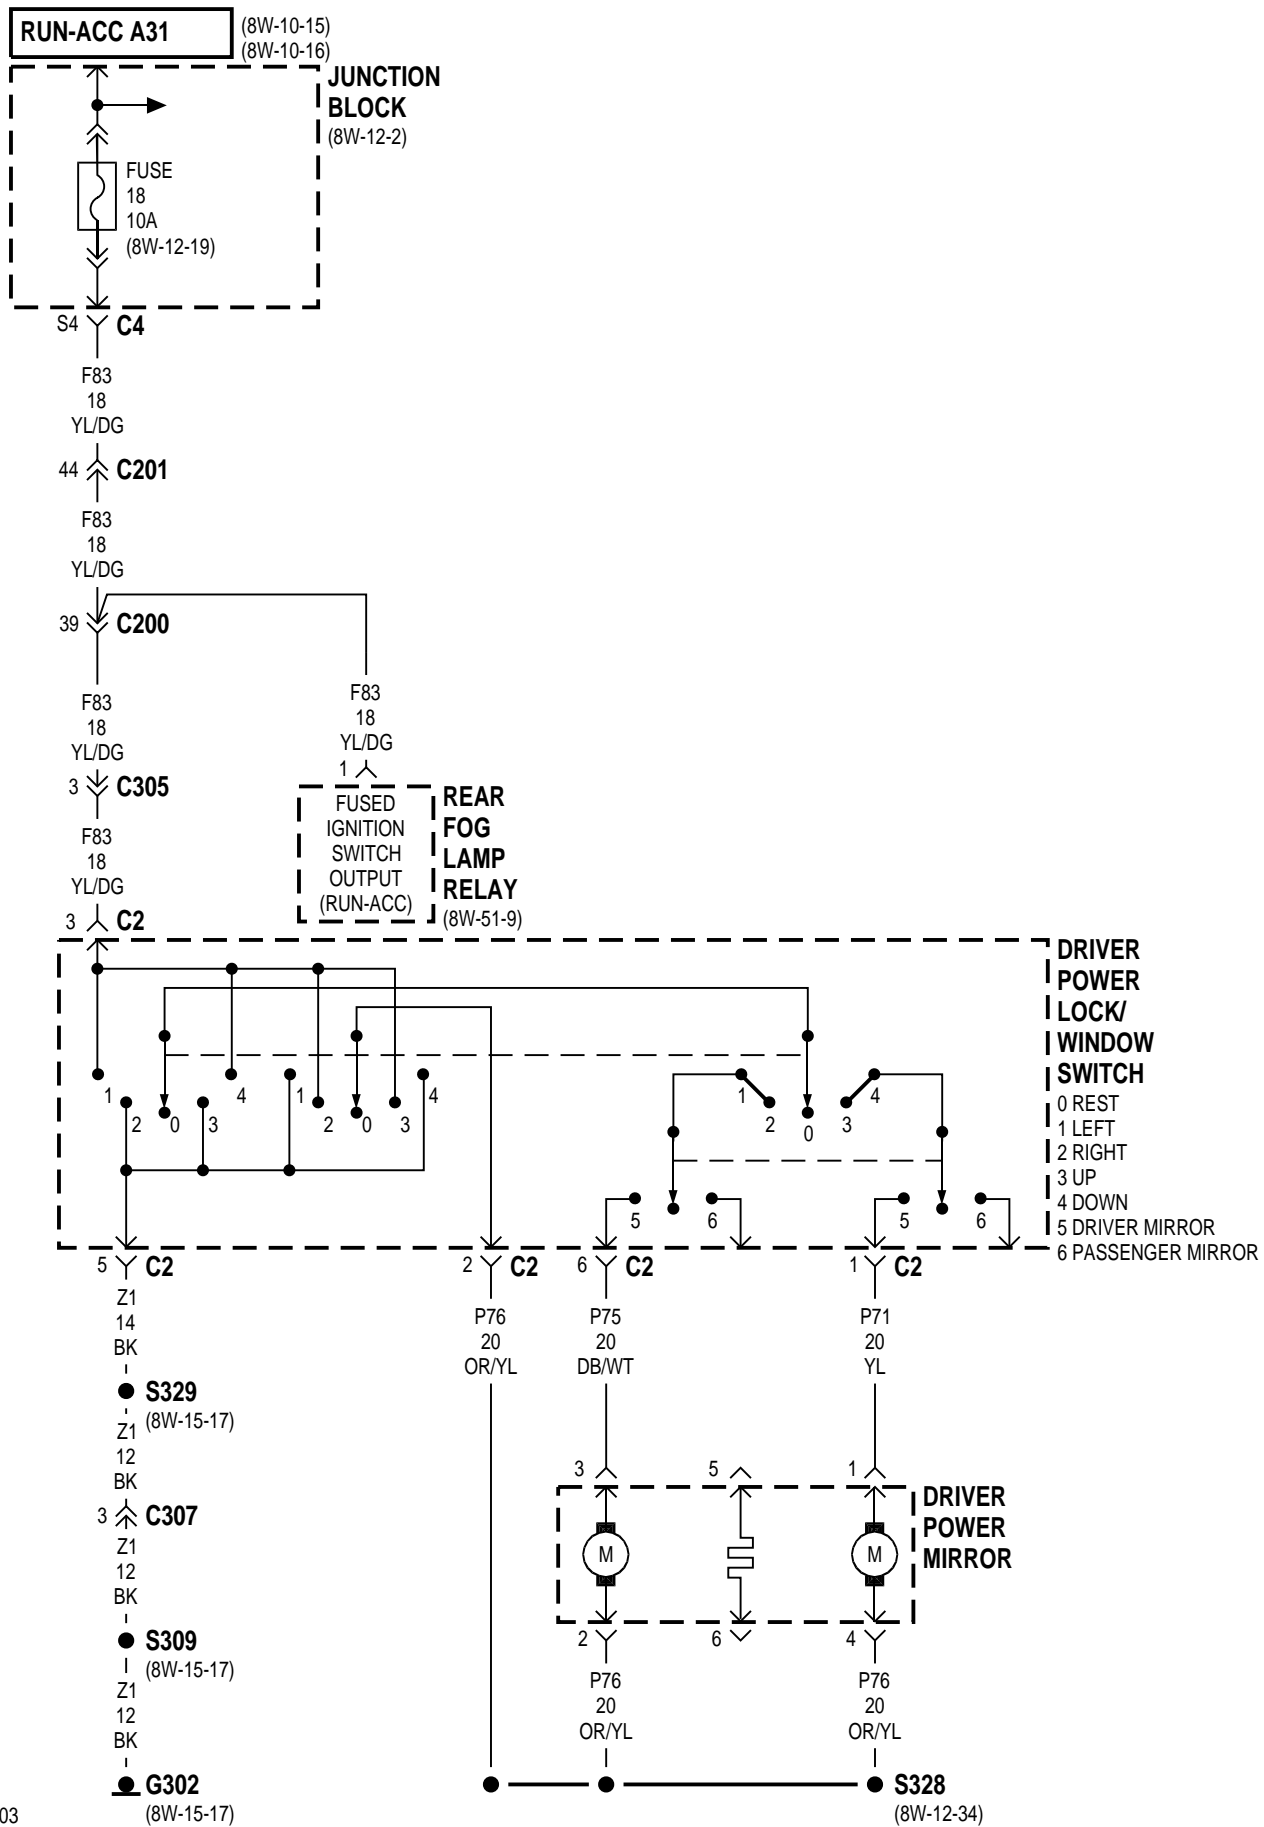 RUN-ACC A31
(8W-10-15)
(8W-10-16)
JUNCTION
BLOCK
(8W-12-2)
FUSE
18
10A
(8W-12-19)
S4
C4
F83
18
YL/DG
44
C201
F83
18
YL/DG
39
C200
F83
18
YL/DG
F83
18
YL/DG
3
C305
1
FUSED
IGNITION
SWITCH
OUTPUT
(RUN-ACC)
REAR
FOG
LAMP
RELAY
(8W-51-9)
F83
18
YL/DG
3
C2
DRIVER
POWER
LOCK/
WINDOW
SWITCH
0 REST
1 LEFT
2 RIGHT
3 UP
4 DOWN
5 DRIVER MIRROR
6 PASSENGER MIRROR
1
2
0
3
4
1
2
0
3
4
1
2
0
3
4
5
6
5
6
5
C2
2
C2
6
C2
1
C2
Z1
14
BK
P76
20
OR/YL
P75
20
DB/WT
P71
20
YL
S329
(8W-15-17)
Z1
12
BK
3
C307
Z1
12
BK
3
5
1
M
M
DRIVER
POWER
MIRROR
2
6
4
S309
(8W-15-17)
Z1
12
BK
P76
20
OR/YL
P76
20
OR/YL
G302
(8W-15-17)
S328
(8W-12-34)
03